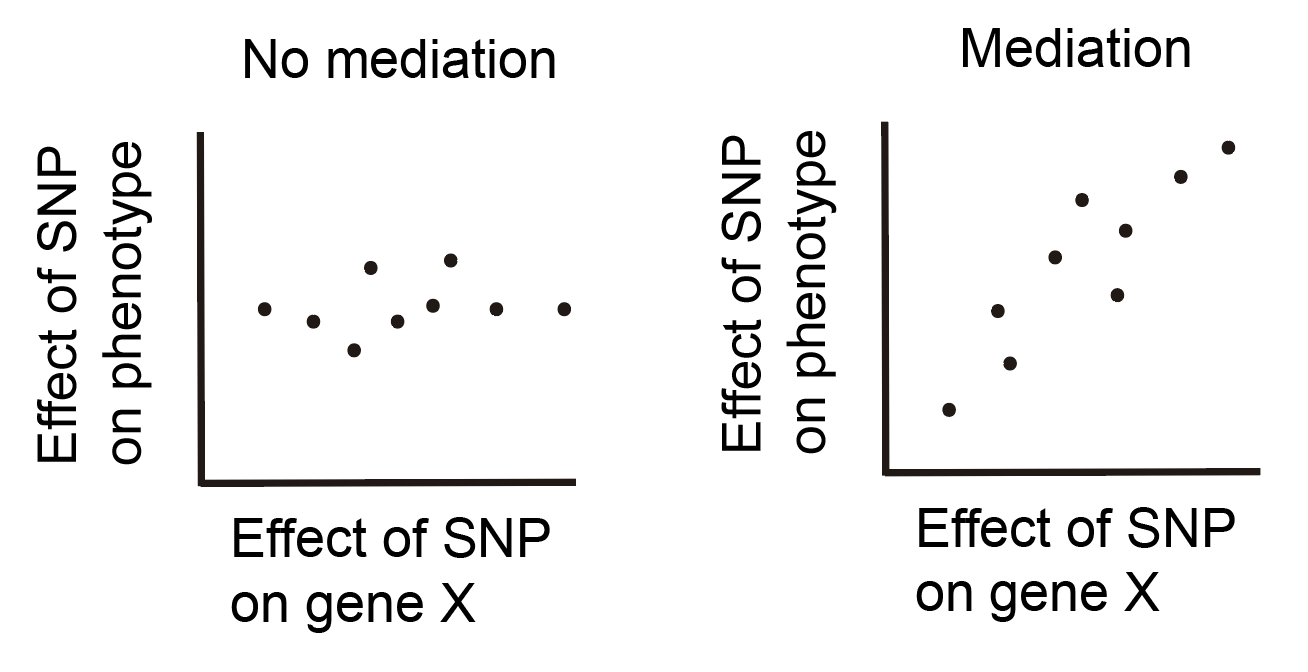 No mediation
Effect of SNP
on phenotype
Effect of SNP
on gene X
Mediation
Effect of SNP
on phenotype
Effect of SNP
on gene X